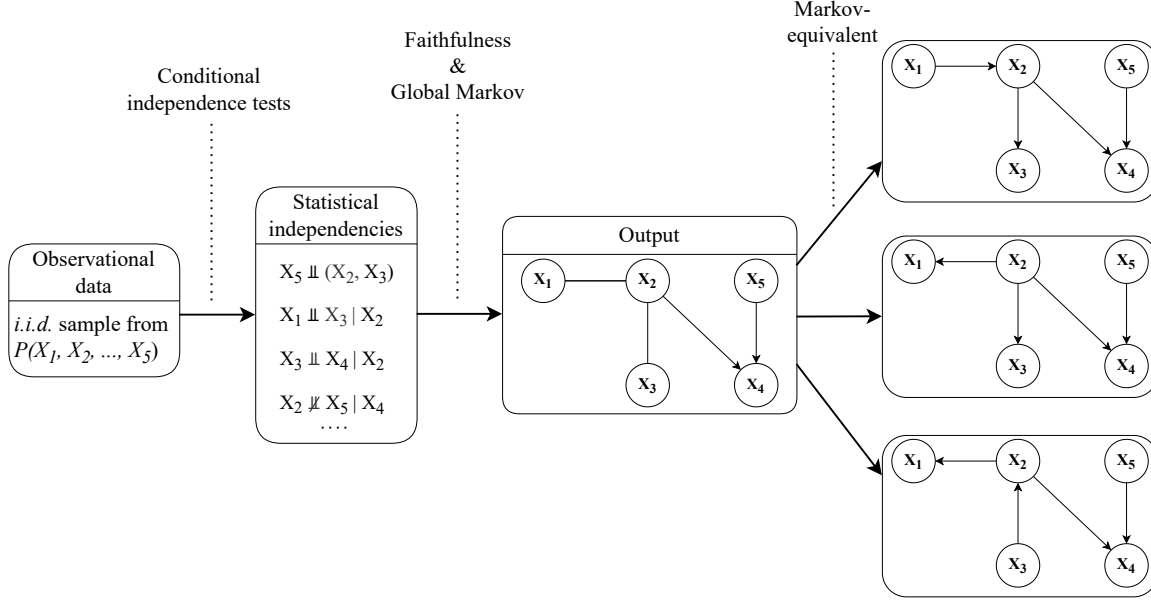 Conditional
independence tests
Faithfulness
&
Global Markov
Markov-
equivalent
Observational
data
i.i.d. sample from
P(X1, X2, ..., X5)
Statistical
independencies
X5 ⫫ (X2, X3)
X1 ⫫ X3 | X2
X3 ⫫ X4 | X2
X2 ⫫̸ X5 | X4
....
Output
X1 X2 X5
X3 X4
X1 X2 X5
X3 X4
X1 X2 X5
X3 X4
X1 X2 X5
X3 X4